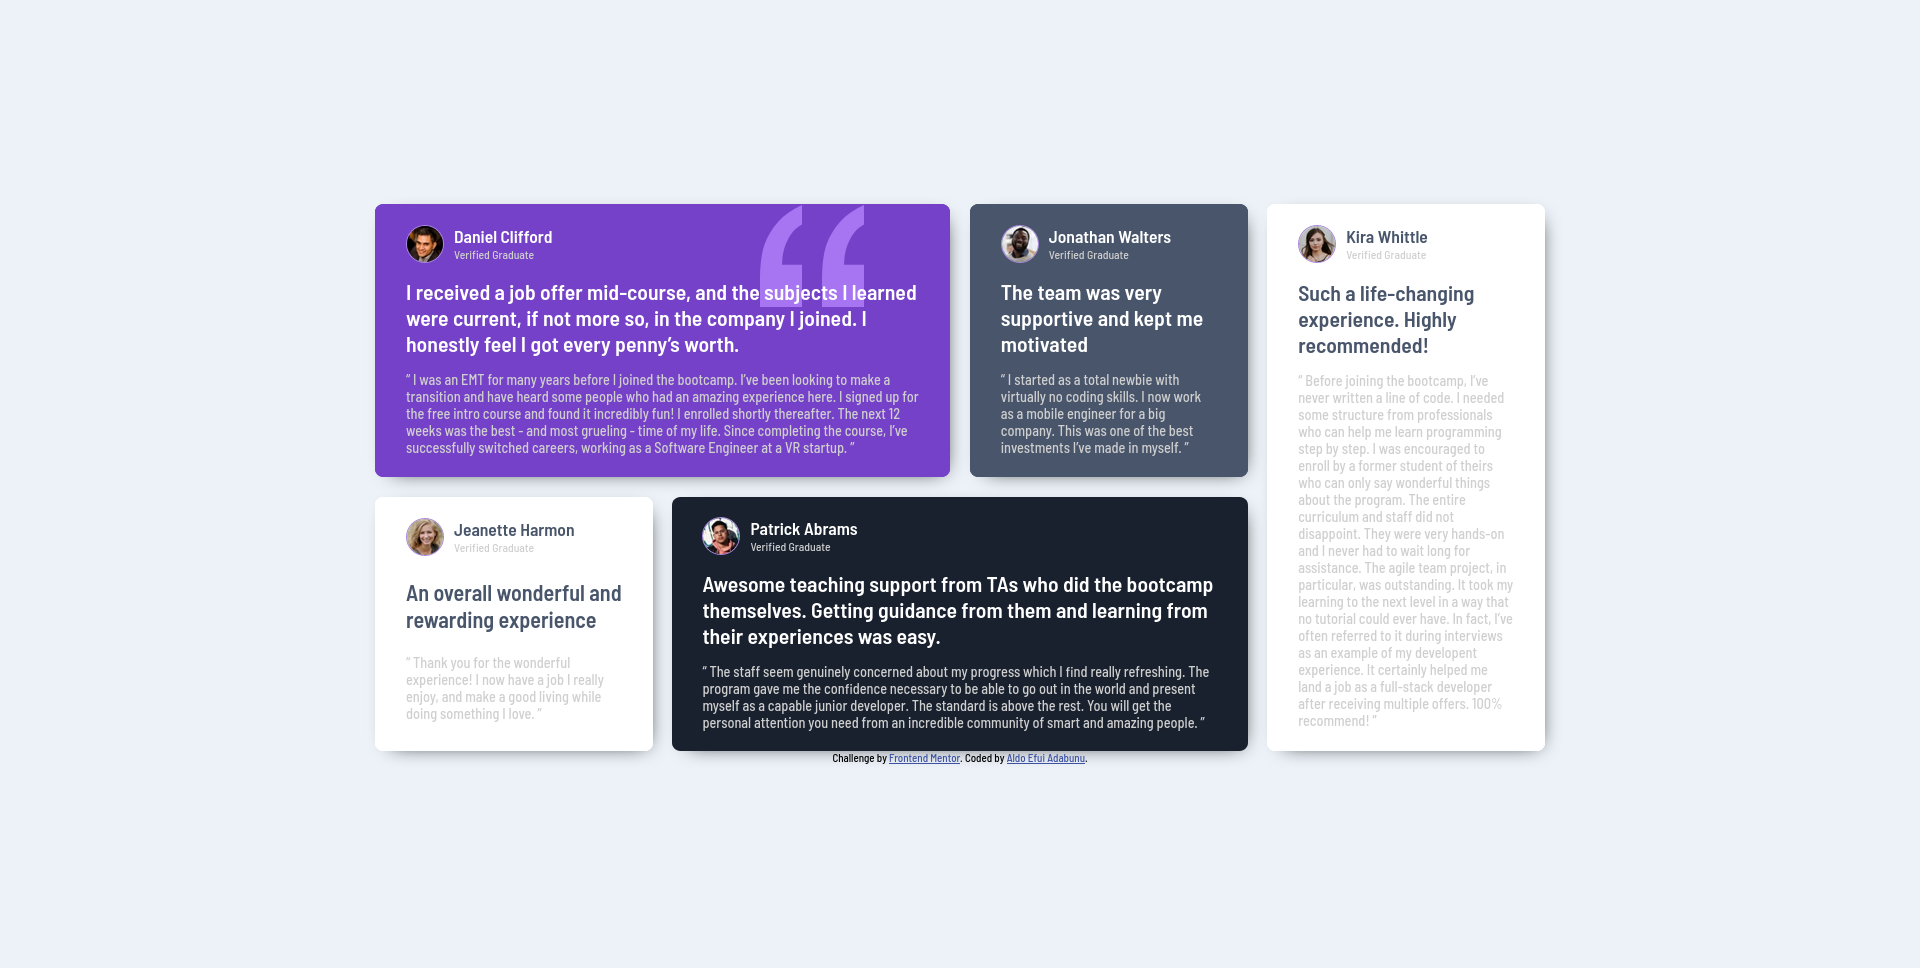 Daniel Clifford
Verified Graduate
I received a job offer mid-course, and the subjects I learned
were current, if not more so, in the company I joined. I
honestly feel I got every penny’s worth.
“ I was an EMT for many years before I joined the bootcamp. I’ve been looking to make a
transition and have heard some people who had an amazing experience here. I signed up for
the free intro course and found it incredibly fun! I enrolled shortly thereafter. The next 12
weeks was the best - and most grueling - time of my life. Since completing the course, I’ve
successfully switched careers, working as a Software Engineer at a VR startup. ”
Jonathan Walters
Verified Graduate
The team was very
supportive and kept me
motivated
“ I started as a total newbie with
virtually no coding skills. I now work
as a mobile engineer for a big
company. This was one of the best
investments I’ve made in myself. ”
Kira Whittle
Verified Graduate
Such a life-changing
experience. Highly
recommended!
“ Before joining the bootcamp, I’ve
never written a line of code. I needed
some structure from professionals
who can help me learn programming
step by step. I was encouraged to
enroll by a former student of theirs
who can only say wonderful things
about the program. The entire
curriculum and staff did not
disappoint. They were very hands-on
and I never had to wait long for
assistance. The agile team project, in
particular, was outstanding. It took my
learning to the next level in a way that
no tutorial could ever have. In fact, I’ve
often referred to it during interviews
as an example of my developent
experience. It certainly helped me
land a job as a full-stack developer
after receiving multiple offers. 100%
recommend! ”
Jeanette Harmon
Verified Graduate
An overall wonderful and
rewarding experience
“ Thank you for the wonderful
experience! I now have a job I really
enjoy, and make a good living while
doing something I love. ”
Patrick Abrams
Verified Graduate
Awesome teaching support from TAs who did the bootcamp
themselves. Getting guidance from them and learning from
their experiences was easy.
“ The staff seem genuinely concerned about my progress which I find really refreshing. The
program gave me the confidence necessary to be able to go out in the world and present
myself as a capable junior developer. The standard is above the rest. You will get the
personal attention you need from an incredible community of smart and amazing people. ”
Challenge by Frontend Mentor. Coded by Aldo Efui Adabunu.